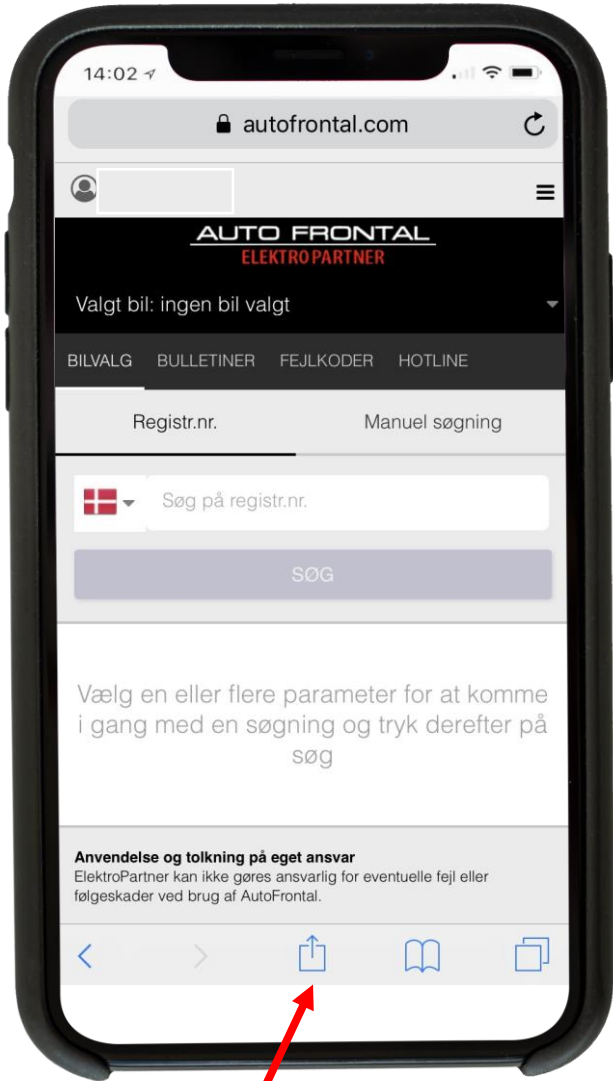 14:02
autofrontal.com
AUTO FRONTAL
ELEKTROPARTNER
Valgt bil: ingen bil valgt
BILVALG BULLETINER FEJLKODER HOTLINE
Registr.nr. Manuel søgning
Søg på registr.nr.
SØG
Vælg en eller flere parameter for at komme
i gang med en søgning og tryk derefter på
søg
Anvendelse og tolkning på eget ansvar
ElektroPartner kan ikke gøres ansvarlig for eventuelle fejl eller
følgeskader ved brug af AutoFrontal.